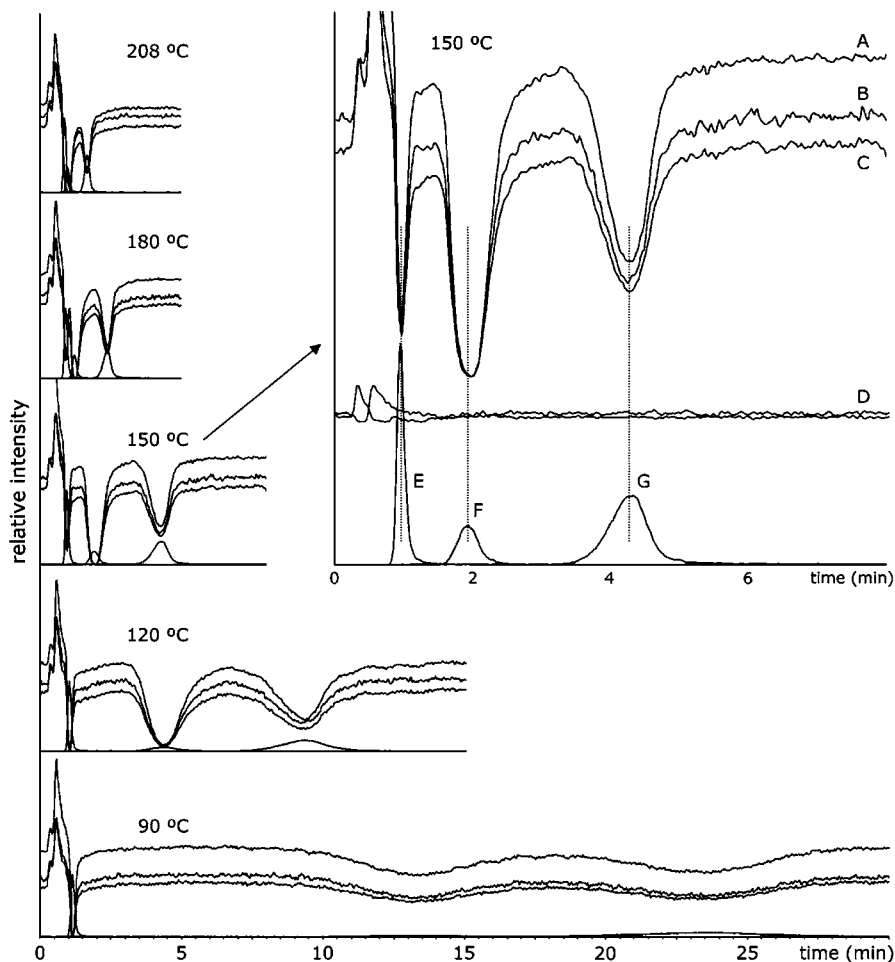 relative intensity
208 ºC
180 ºC
150 ºC
120 ºC
90 ºC
0 5 10 15 20 25 time (min)
150 ºC
A
B
C
D
E
F
G
0 2 4 6 time (min)